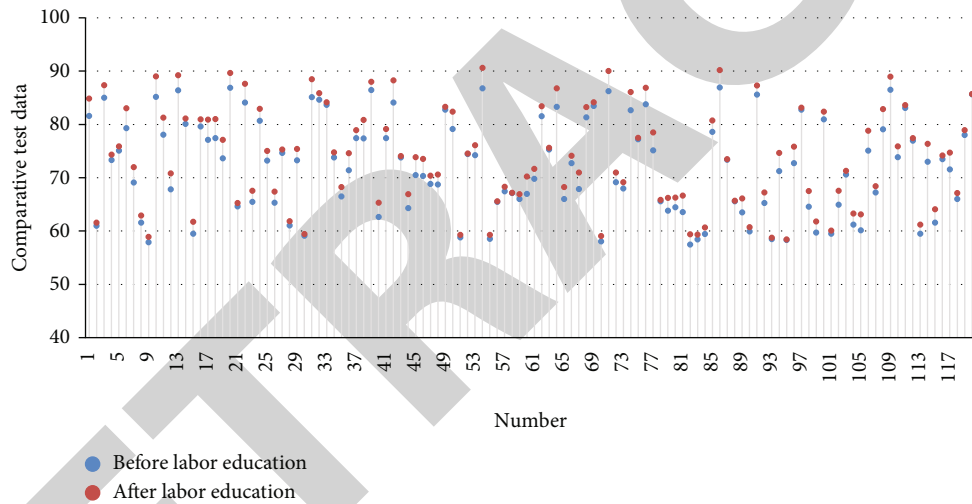 100
90
80
70
60
50
40
Comparative test data
1 5 9 13 17 21 25 29 33 37 41 45 49 53 57 61 65 69 73 77 81 85 89 93 97 101 105 109 113 117
Number
Before labor education
After labor education